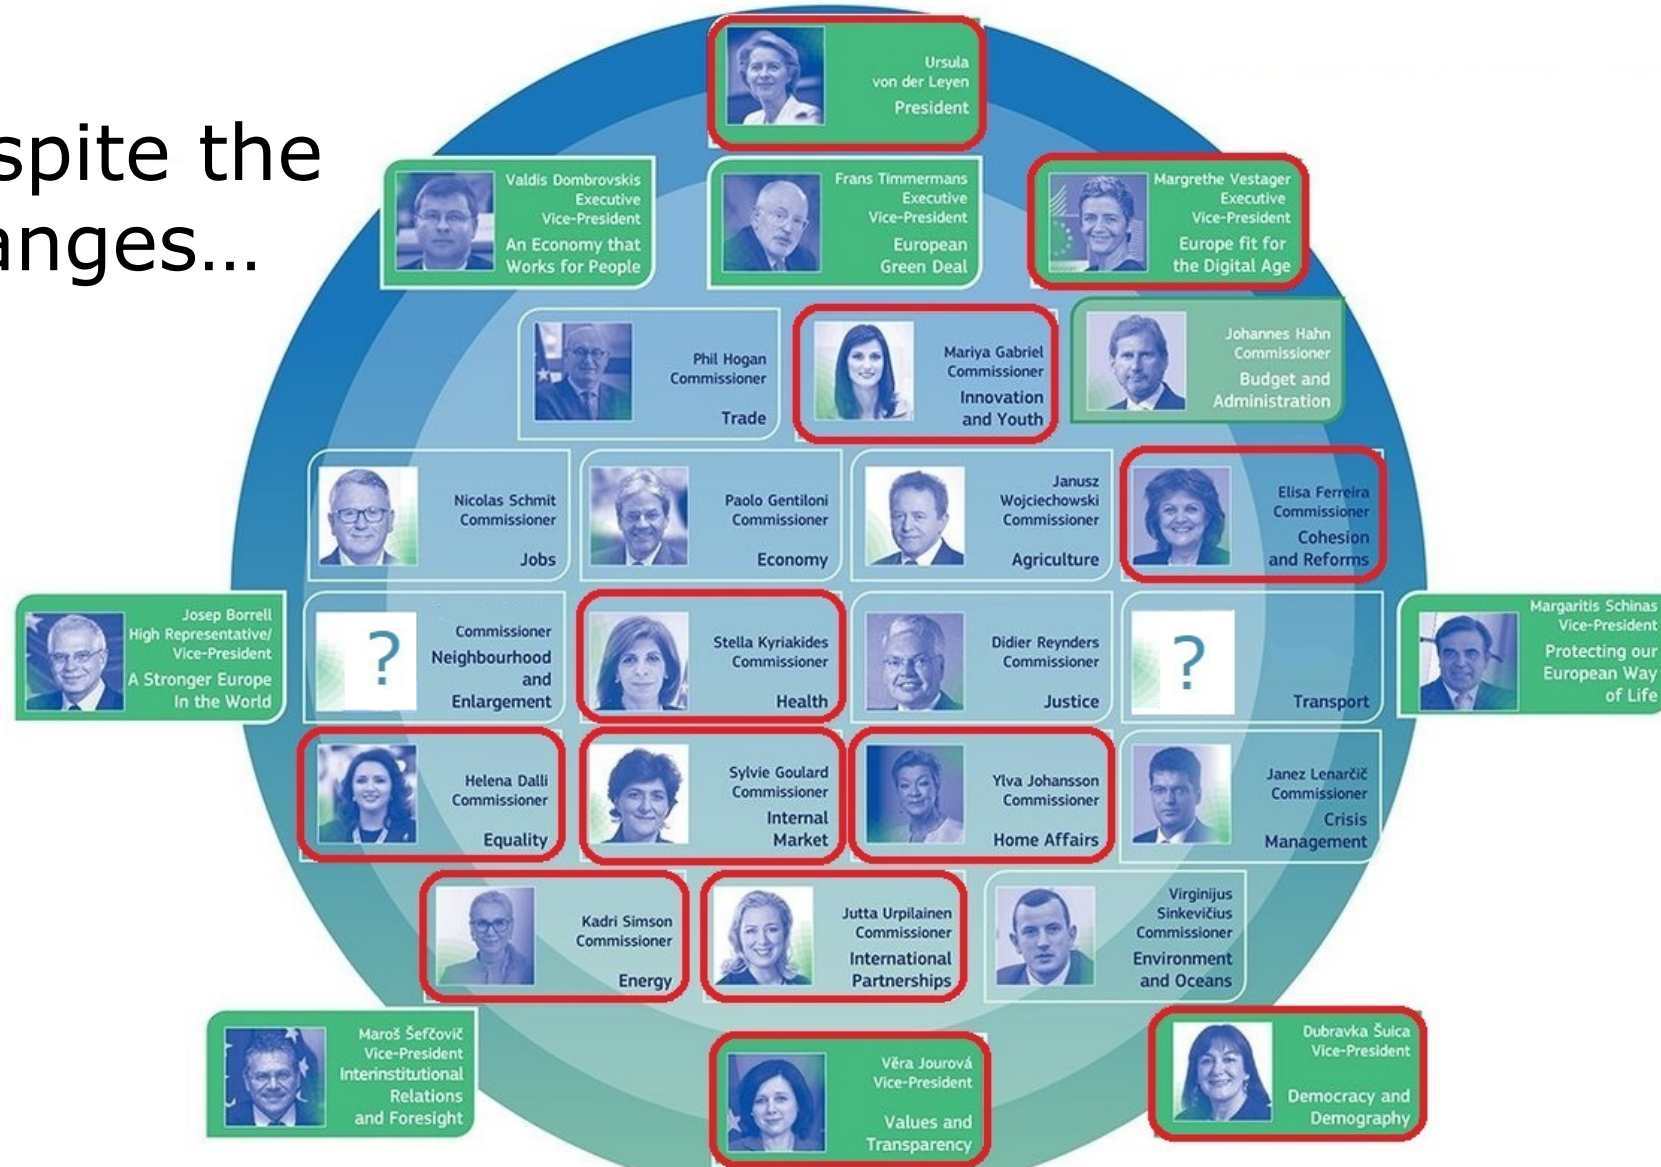 spite the
anges...
Ursula
von der Leyen
President
Valdis Dombrovskis
Executive
Vice-President
An Economy that
Works for People
Frans Timmermans
Executive
Vice-President
European
Green Deal
Margrethe Vestager
Executive
Vice-President
Europe fit for
the Digital Age
Phil Hogan
Commissioner
Trade
Mariya Gabriel
Commissioner
Innovation
and Youth
Johannes Hahn
Commissioner
Budget and
Administration
Nicolas Schmit
Commissioner
Jobs
Paolo Gentiloni
Commissioner
Economy
Janusz
Wojciechowski
Commissioner
Agriculture
Elisa Ferreira
Commissioner
Cohesion
and Reforms
Josep Borrell
High Representative/
Vice-President
A Stronger Europe
In the World
?
Commissioner
Neighbourhood
and
Enlargement
Stella Kyriakides
Commissioner
Health
Didier Reynders
Commissioner
Justice
?
Transport
Margaritis Schinas
Vice-President
Protecting our
European Way
of Life
Helena Dalli
Commissioner
Equality
Sylvie Goulard
Commissioner
Internal
Market
Ylva Johansson
Commissioner
Home Affairs
Janez Lenarčič
Commissioner
Crisis
Management
Kadri Simson
Commissioner
Energy
Jutta Urpilainen
Commissioner
International
Partnerships
Virginijus
Sinkevičius
Commissioner
Environment
and Oceans
Maroš Šefčovič
Vice-President
Interinstitutional
Relations
and Foresight
Věra Jourová
Vice-President
Values and
Transparency
Dubravka Šuica
Vice-President
Democracy and
Demography